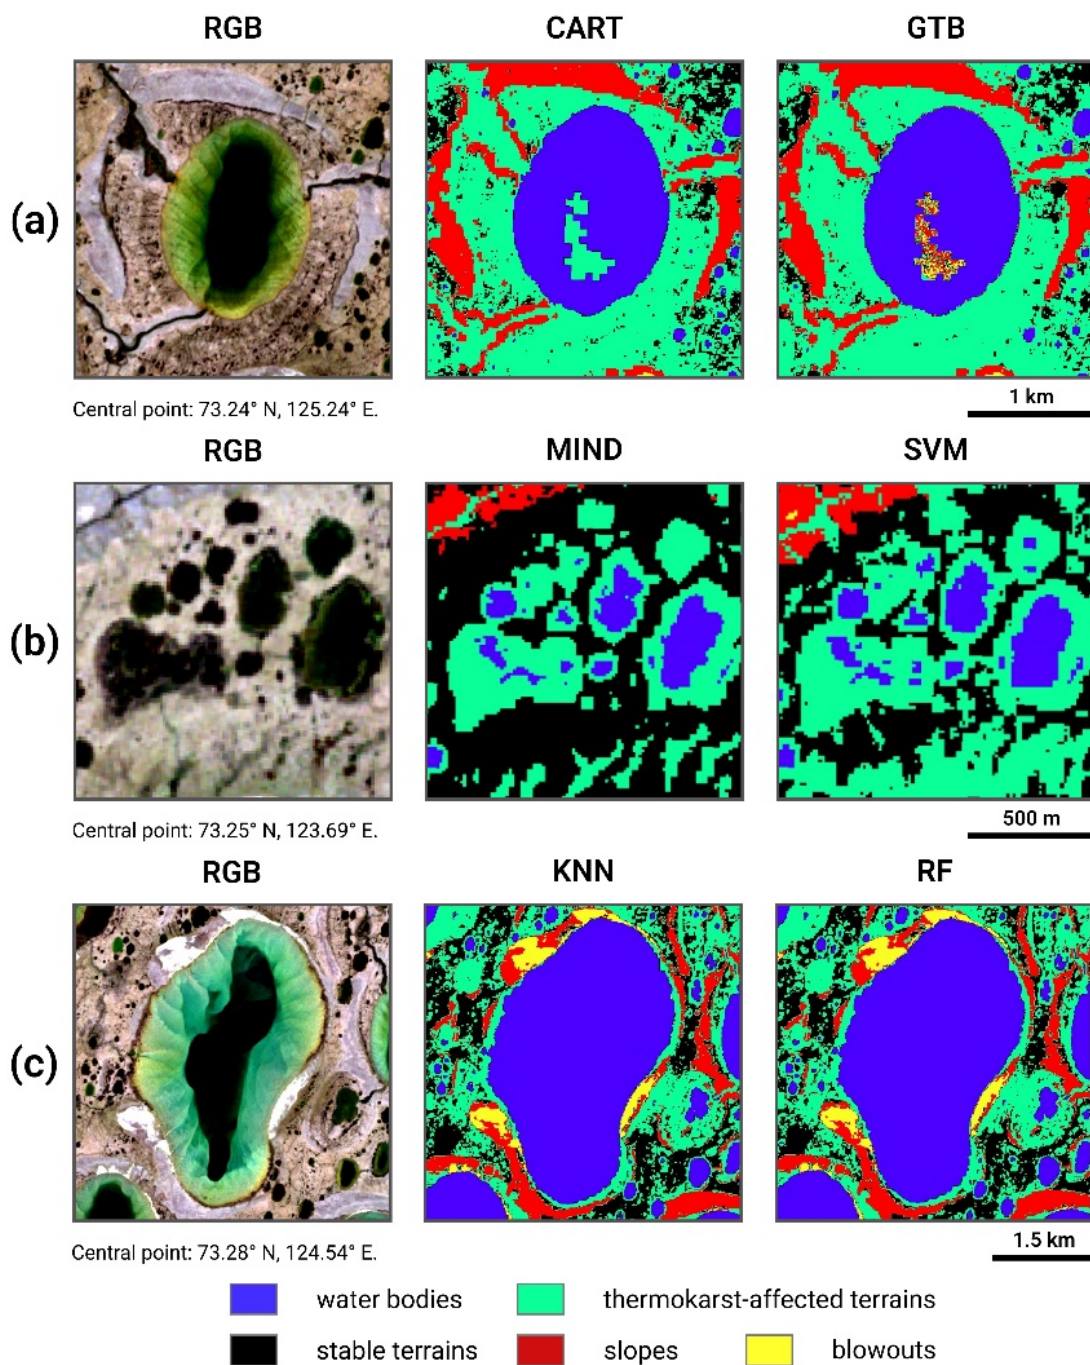 RGB CART GTB
(a)
Central point: 73.24° N, 125.24° E.
1 km
RGB MIND SVM
(b)
Central point: 73.25° N, 123.69° E.
500 m
RGB KNN RF
(c)
Central point: 73.28° N, 124.54° E.
1.5 km
water bodies thermokarst-affected terrains
stable terrains slopes blowouts